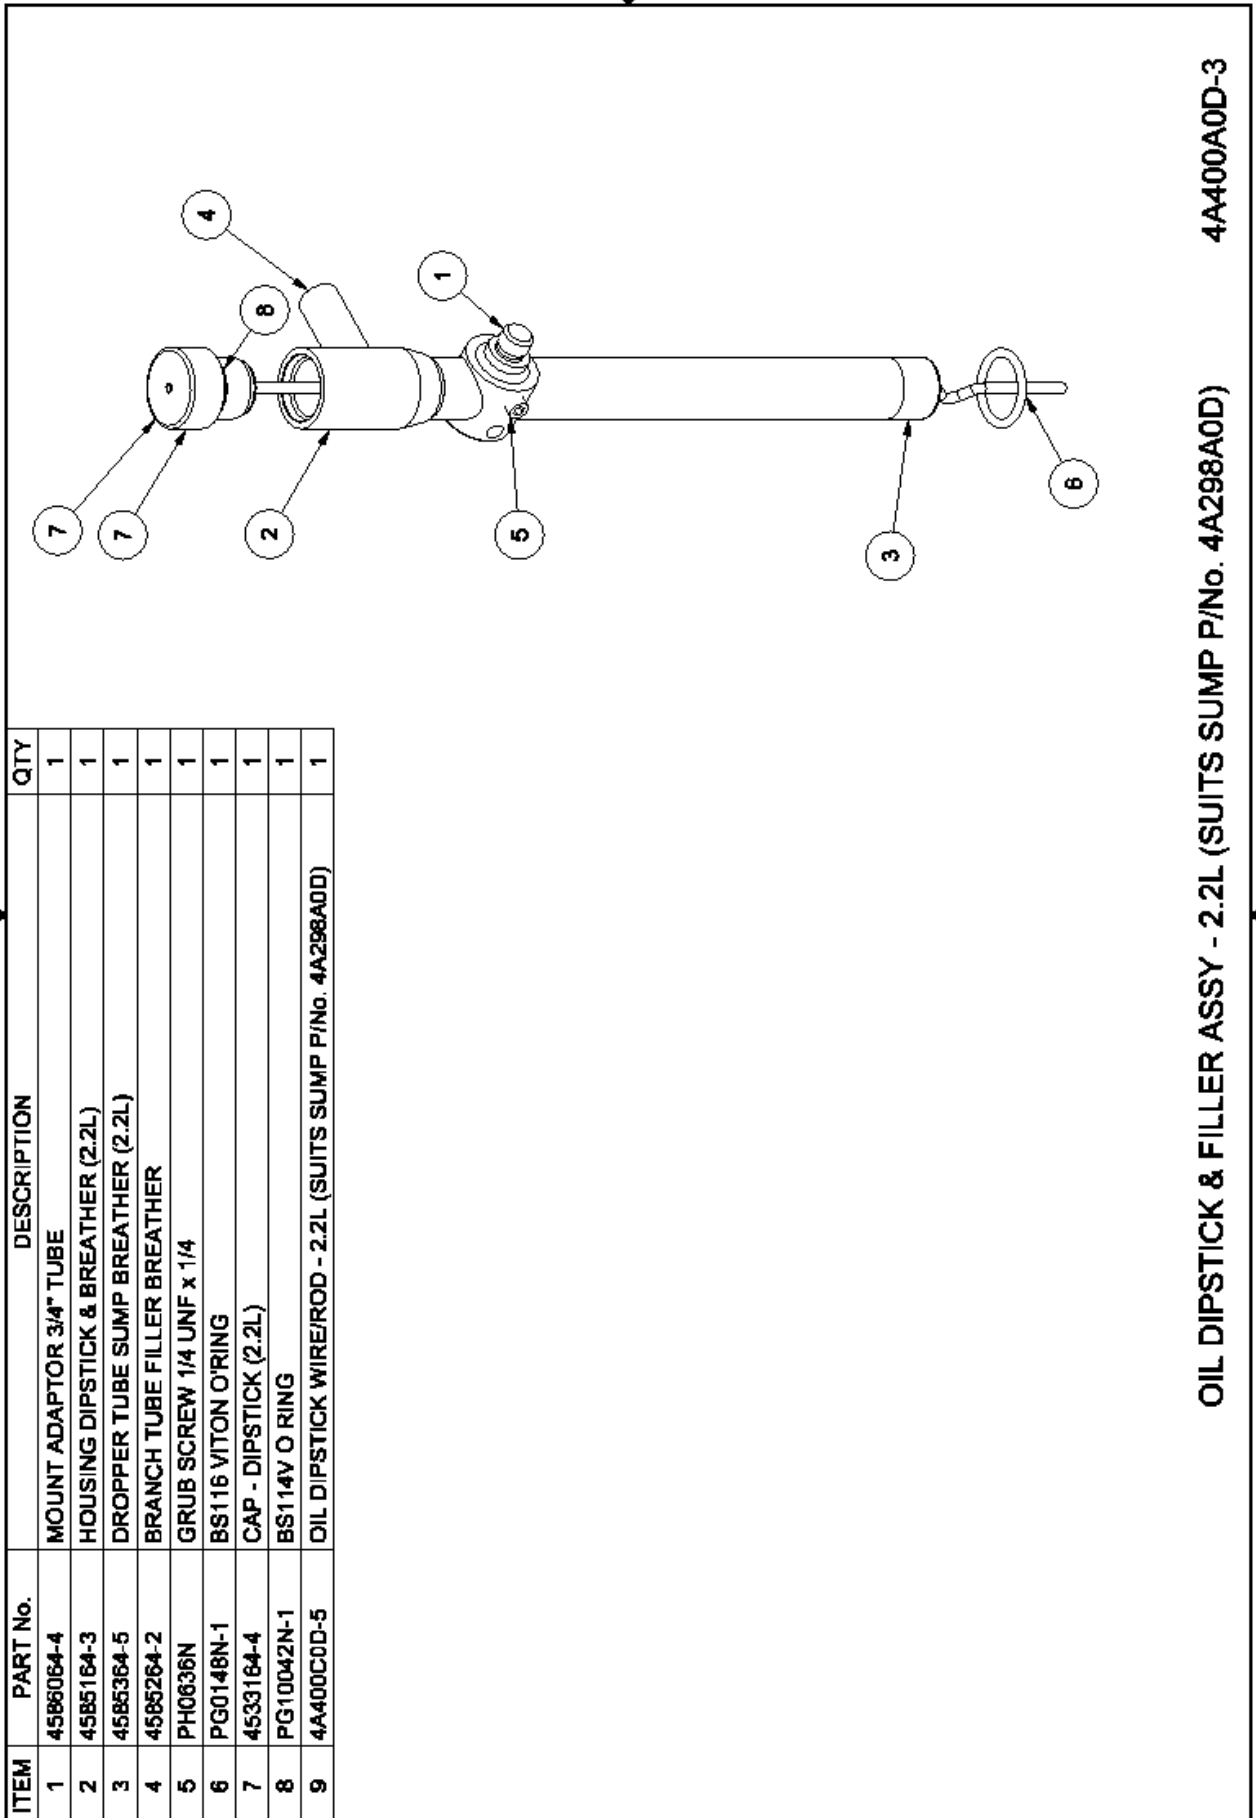 ITEM PART No. DESCRIPTION QTY
1 4586064-4 MOUNT ADAPTOR 3/4" TUBE 1
2 4585164-3 HOUSING DIPSTICK & BREATHER (2.2L) 1
3 4585364-5 DROPPER TUBE SUMP BREATHER (2.2L) 1
4 4585264-2 BRANCH TUBE FILLER BREATHER 1
5 PH0636N GRUB SCREW 1/4 UNF x 1/4 1
6 PG0148N-1 BS116 VITON O'RING 1
7 4533164-4 CAP - DIPSTICK (2.2L) 1
8 PG10042N-1 BS114V O RING 1
9 4A400C0D-5 OIL DIPSTICK WIRE/ROD - 2.2L (SUITS SUMP P/No. 4A298A0D) 1
7
7
8
4
2
1
5
3
6
OIL DIPSTICK & FILLER ASSY - 2.2L (SUITS SUMP P/No. 4A298A0D) 4A400A0D-3